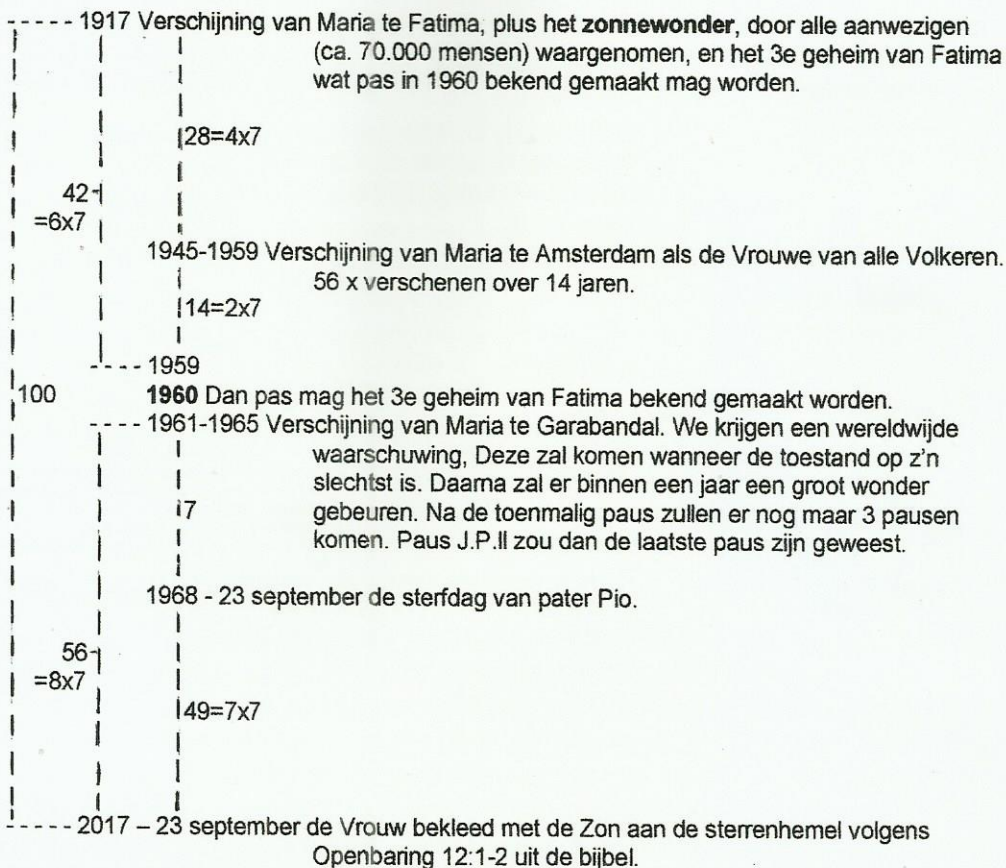 1917 Verschijning van Maria te Fatima, plus het zonnewonder, door alle aanwezigen
(ca. 70.000 mensen) waargenomen, en het 3e geheim van Fatima
wat pas in 1960 bekend gemaakt mag worden.
28=4x7
42
=6x7
1945-1959 Verschijning van Maria te Amsterdam als de Vrouwe van alle Volkeren.
56 x verschenen over 14 jaren.
14=2x7
1959
100
1960 Dan pas mag het 3e geheim van Fatima bekend gemaakt worden.
1961-1965 Verschijning van Maria te Garabandal. We krijgen een wereldwijde
waarschuwing, Deze zal komen wanneer de toestand op z'n
slechtst is. Daarna zal er binnen een jaar een groot wonder
7
gebeuren. Na de toenmalig paus zullen er nog maar 3 pausen
komen. Paus J.P.II zou dan de laatste paus zijn geweest.
1968 - 23 september de sterfdag van pater Pio.
56
=8x7
49=7x7
2017 – 23 september de Vrouw bekleed met de Zon aan de sterrenhemel volgens
Openbaring 12:1-2 uit de bijbel.